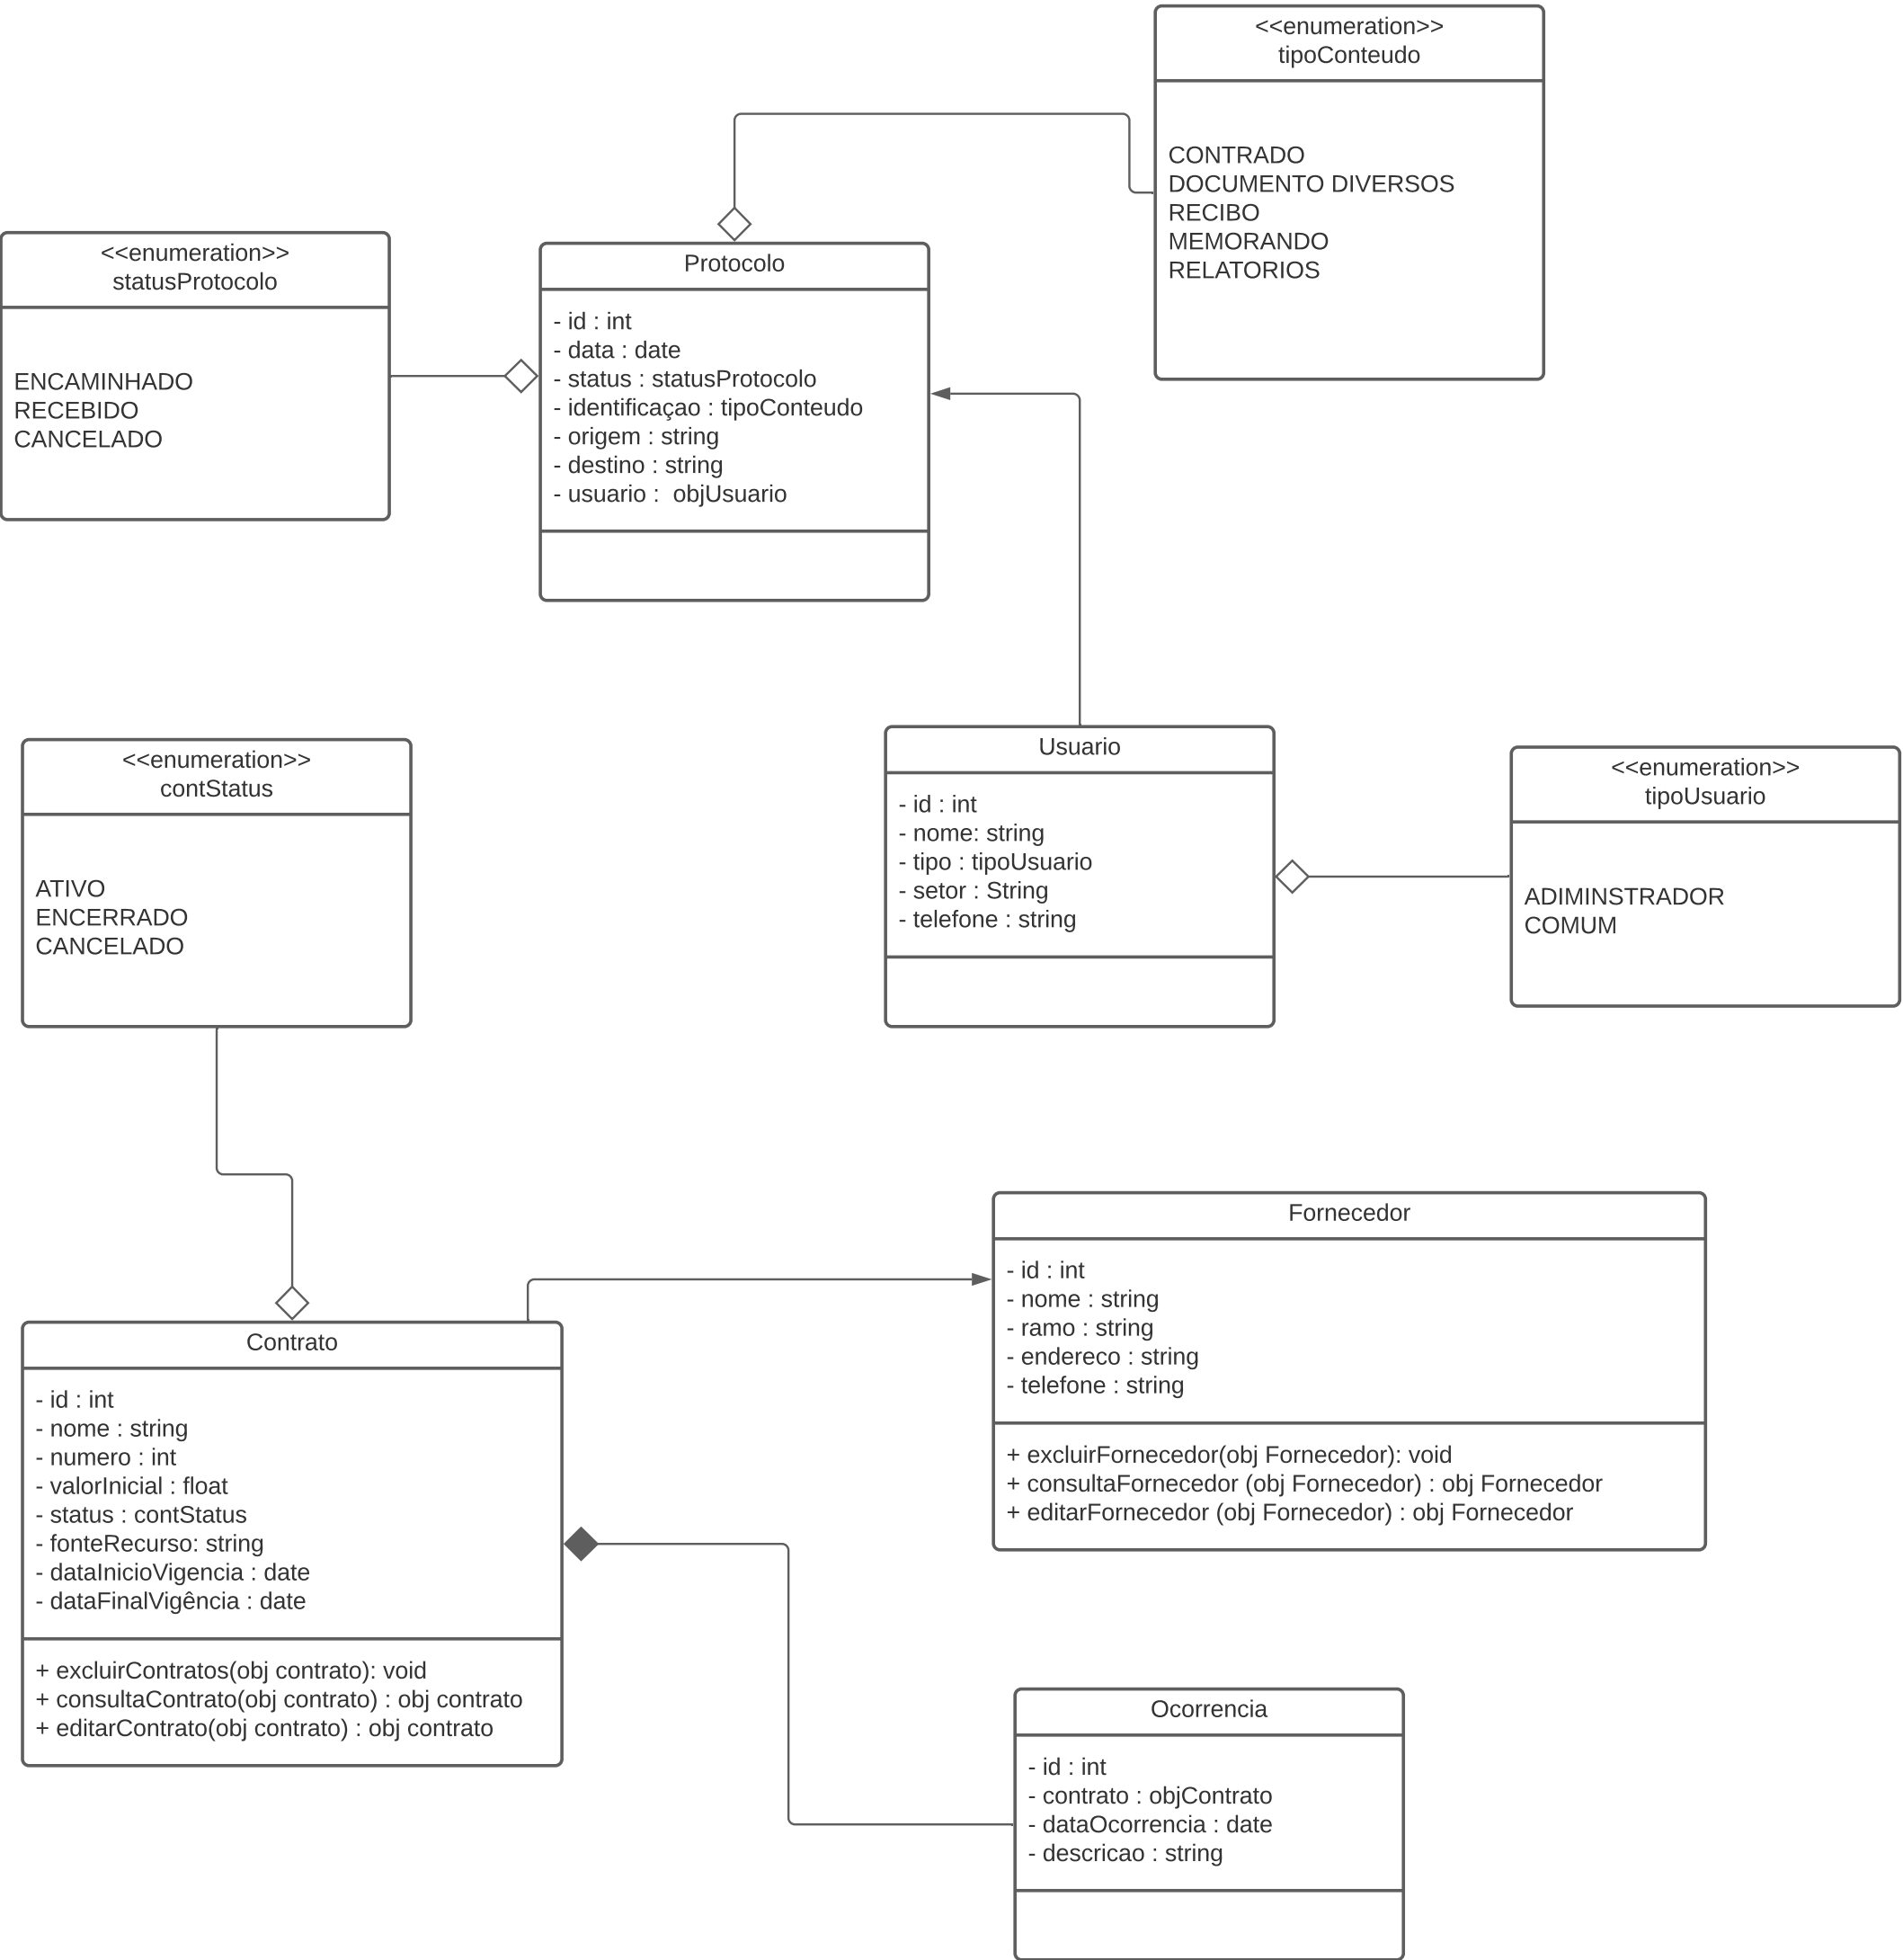 <<enumeration>>
tipoConteudo
CONTRADO
DOCUMENTO DIVERSOS
RECIBO
MEMORANDO
RELATORIOS
<<enumeration>>
statusProtocolo
ENCAMINHADO
RECEBIDO
CANCELADO
Protocolo
- id : int
- data : date
- status : statusProtocolo
- identificaçao : tipoConteudo
- origem : string
- destino : string
- usuario :  objUsuario
<<enumeration>>
contStatus
ATIVO
ENCERRADO
CANCELADO
Usuario
- id : int
- nome: string
- tipo : tipoUsuario
- setor : String
- telefone : string
<<enumeration>>
tipoUsuario
ADIMINSTRADOR
COMUM
Fornecedor
- id : int
- nome : string
- ramo : string
- endereco : string
- telefone : string
+ excluirFornecedor(obj Fornecedor): void
+ consultaFornecedor (obj Fornecedor) : obj Fornecedor
+ editarFornecedor (obj Fornecedor) : obj Fornecedor
Contrato
- id : int
- nome : string
- numero : int
- valorInicial : float
- status : contStatus
- fonteRecurso: string
- dataInicioVigencia : date
- dataFinalVigência : date
+ excluirContratos(obj contrato): void
+ consultaContrato(obj contrato) : obj contrato
+ editarContrato(obj contrato) : obj contrato
Ocorrencia
- id : int
- contrato : objContrato
- dataOcorrencia : date
- descricao : string